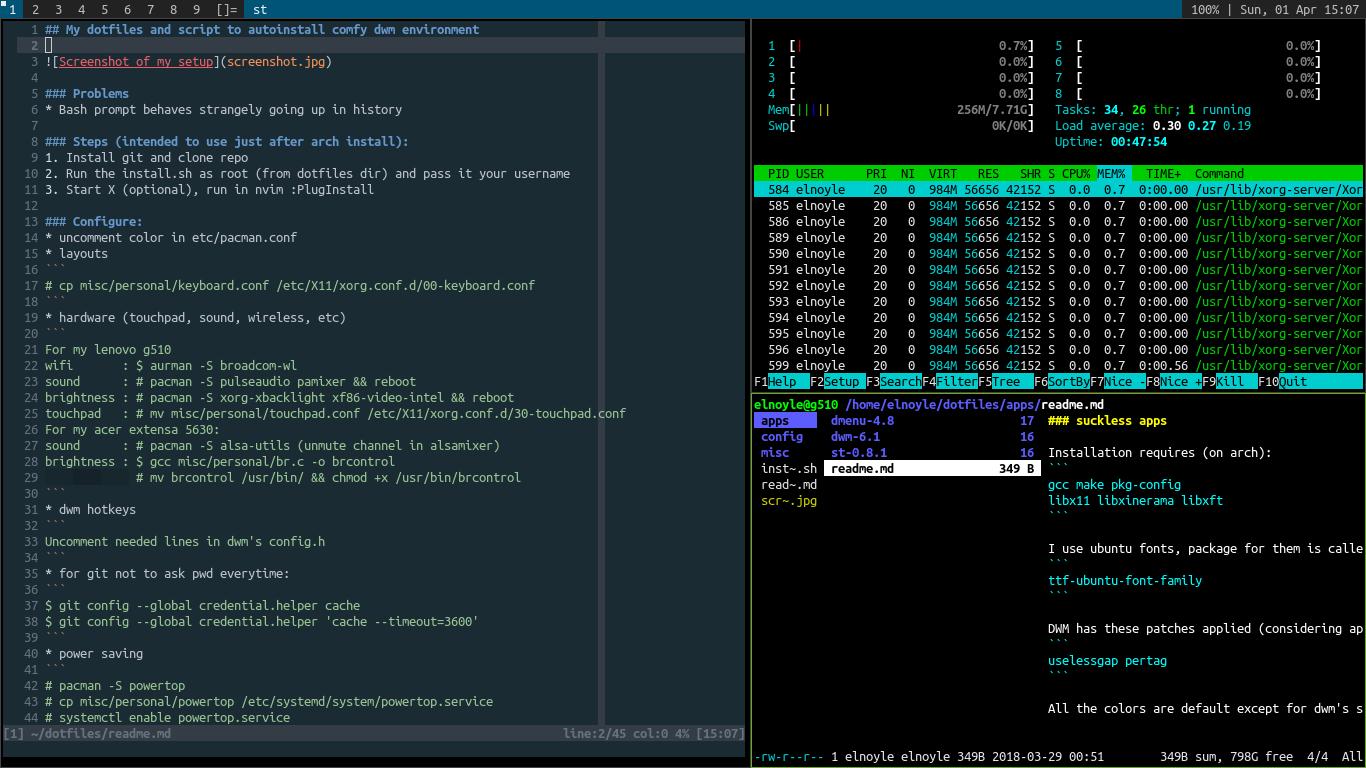 1 2 3 4 5 6 7 8 9 []= st 100% | Sun, 01 Apr 15:07
1 ## My dotfiles and script to autoinstall comfy dwm environment
2
3 ![Screenshot of my setup](screenshot.jpg)
4
5 ### Problems
6 * Bash prompt behaves strangely going up in history
7
8 ### Steps (intended to use just after arch install):
9 1. Install git and clone repo
10 2. Run the install.sh as root (from dotfiles dir) and pass it your username
11 3. Start X (optional), run in nvim :PlugInstall
12
13 ### Configure:
14 * uncomment color in etc/pacman.conf
15 * layouts
16 ```
17 # cp misc/personal/keyboard.conf /etc/X11/xorg.conf.d/00-keyboard.conf
18 ```
19 * hardware (touchpad, sound, wireless, etc)
20 ```
21 For my lenovo g510
22 wifi       : $ aurman -S broadcom-wl
23 sound      : # pacman -S pulseaudio pamixer && reboot
24 brightness : # pacman -S xorg-xbacklight xf86-video-intel && reboot
25 touchpad   : # mv misc/personal/touchpad.conf /etc/X11/xorg.conf.d/30-touchpad.conf
26 For my acer extensa 5630:
27 sound      : # pacman -S alsa-utils (unmute channel in alsamixer)
28 brightness : $ gcc misc/personal/br.c -o brcontrol
29              # mv brcontrol /usr/bin/ && chmod +x /usr/bin/brcontrol
30 ```
31 * dwm hotkeys
32 ```
33 Uncomment needed lines in dwm's config.h
34 ```
35 * for git not to ask pwd everytime:
36 ```
37 $ git config --global credential.helper cache
38 $ git config --global credential.helper 'cache --timeout=3600'
39 ```
40 * power saving
41 ```
42 # pacman -S powertop
43 # cp misc/personal/powertop /etc/systemd/system/powertop.service
44 # systemctl enable powertop.service
[1] ~/dotfiles/readme.md line:2/45 col:0 4% [15:07]
1 [| 0.7%] 5 [ 0.0%]
2 [ 0.0%] 6 [ 0.0%]
3 [ 0.0%] 7 [ 0.0%]
4 [ 0.0%] 8 [ 0.0%]
Mem[||||| 256M/7.71G] Tasks: 34, 26 thr; 1 running
Swp[ 0K/0K] Load average: 0.30 0.27 0.19
Uptime: 00:47:54
PID USER PRI NI VIRT RES SHR S CPU% MEM% TIME+ Command
584 elnoyle 20 0 984M 56656 42152 S 0.0 0.7 0:00.00 /usr/lib/xorg-server/Xor
585 elnoyle 20 0 984M 56656 42152 S 0.0 0.7 0:00.00 /usr/lib/xorg-server/Xor
586 elnoyle 20 0 984M 56656 42152 S 0.0 0.7 0:00.00 /usr/lib/xorg-server/Xor
589 elnoyle 20 0 984M 56656 42152 S 0.0 0.7 0:00.00 /usr/lib/xorg-server/Xor
590 elnoyle 20 0 984M 56656 42152 S 0.0 0.7 0:00.00 /usr/lib/xorg-server/Xor
591 elnoyle 20 0 984M 56656 42152 S 0.0 0.7 0:00.00 /usr/lib/xorg-server/Xor
592 elnoyle 20 0 984M 56656 42152 S 0.0 0.7 0:00.00 /usr/lib/xorg-server/Xor
593 elnoyle 20 0 984M 56656 42152 S 0.0 0.7 0:00.00 /usr/lib/xorg-server/Xor
594 elnoyle 20 0 984M 56656 42152 S 0.0 0.7 0:00.00 /usr/lib/xorg-server/Xor
595 elnoyle 20 0 984M 56656 42152 S 0.0 0.7 0:00.00 /usr/lib/xorg-server/Xor
596 elnoyle 20 0 984M 56656 42152 S 0.0 0.7 0:00.00 /usr/lib/xorg-server/Xor
599 elnoyle 20 0 984M 56656 42152 S 0.0 0.7 0:00.56 /usr/lib/xorg-server/Xor
F1Help F2Setup F3SearchF4FilterF5Tree F6SortByF7Nice -F8Nice +F9Kill F10Quit
elnoyle@g510 /home/elnoyle/dotfiles/apps/readme.md
apps dmenu-4.8 17 ### suckless apps
config dwm-6.1 16
misc st-0.8.1 16 Installation requires (on arch):
inst~.sh readme.md 349 B ```
read~.md gcc make pkg-config
scr~.jpg libx11 libxinerama libxft
```
I use ubuntu fonts, package for them is calle
```
ttf-ubuntu-font-family
```
DWM has these patches applied (considering ap
```
uselessgap pertag
```
All the colors are default except for dwm's s
-rw-r--r-- 1 elnoyle elnoyle 349B 2018-03-29 00:51 349B sum, 798G free 4/4 All